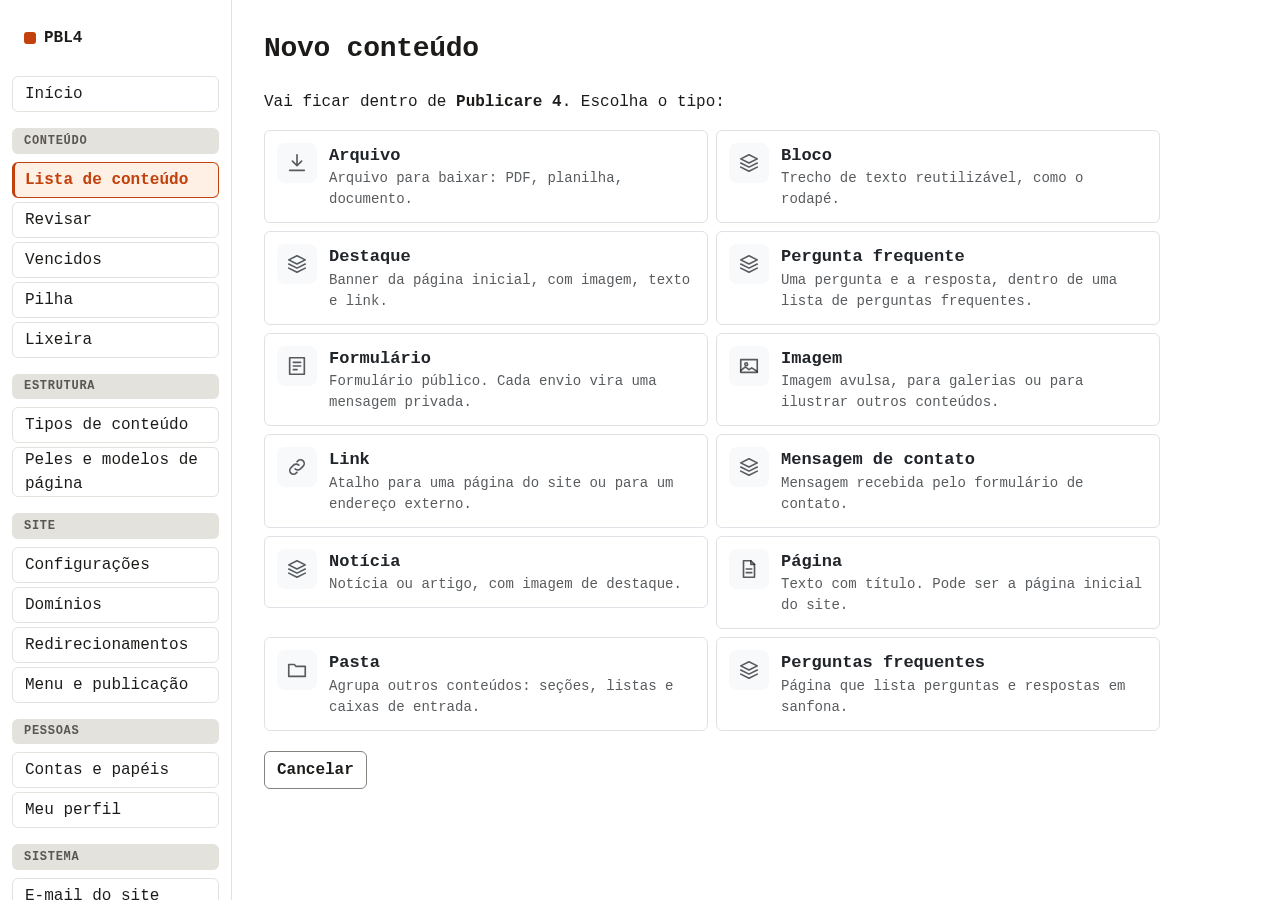 PBL4
Início
CONTEÚDO
Lista de conteúdo
Revisar
Vencidos
Pilha
Lixeira
ESTRUTURA
Tipos de conteúdo
Peles e modelos de
página
SITE
Configurações
Domínios
Redirecionamentos
Menu e publicação
PESSOAS
Contas e papéis
Meu perfil
SISTEMA
E-mail do site
Novo conteúdo
Vai ficar dentro de Publicare 4. Escolha o tipo:
Arquivo
Arquivo para baixar: PDF, planilha,
documento.
Bloco
Trecho de texto reutilizável, como o
rodapé.
Destaque
Banner da página inicial, com imagem, texto
e link.
Pergunta frequente
Uma pergunta e a resposta, dentro de uma
lista de perguntas frequentes.
Formulário
Formulário público. Cada envio vira uma
mensagem privada.
Imagem
Imagem avulsa, para galerias ou para
ilustrar outros conteúdos.
Link
Atalho para uma página do site ou para um
endereço externo.
Mensagem de contato
Mensagem recebida pelo formulário de
contato.
Notícia
Notícia ou artigo, com imagem de destaque.
Página
Texto com título. Pode ser a página inicial
do site.
Pasta
Agrupa outros conteúdos: seções, listas e
caixas de entrada.
Perguntas frequentes
Página que lista perguntas e respostas em
sanfona.
Cancelar